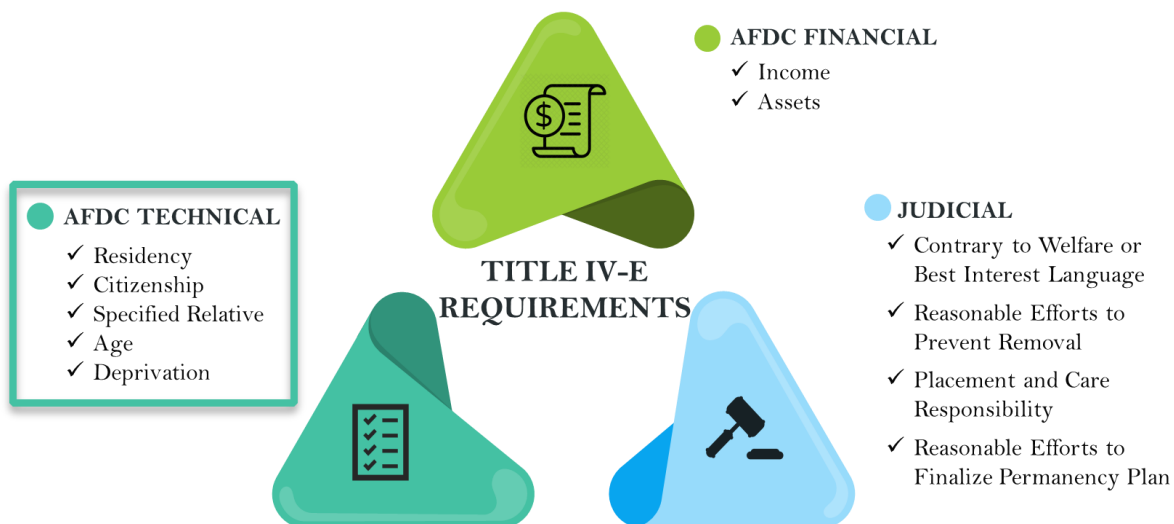 AFDC FINANCIAL
✓ Income
✓ Assets
AFDC TECHNICAL
✓ Residency
✓ Citizenship
✓ Specified Relative
✓ Age
✓ Deprivation
TITLE IV-E
REQUIREMENTS
JUDICIAL
✓ Contrary to Welfare or
Best Interest Language
✓ Reasonable Efforts to
Prevent Removal
✓ Placement and Care
Responsibility
✓ Reasonable Efforts to
Finalize Permanency Plan
$